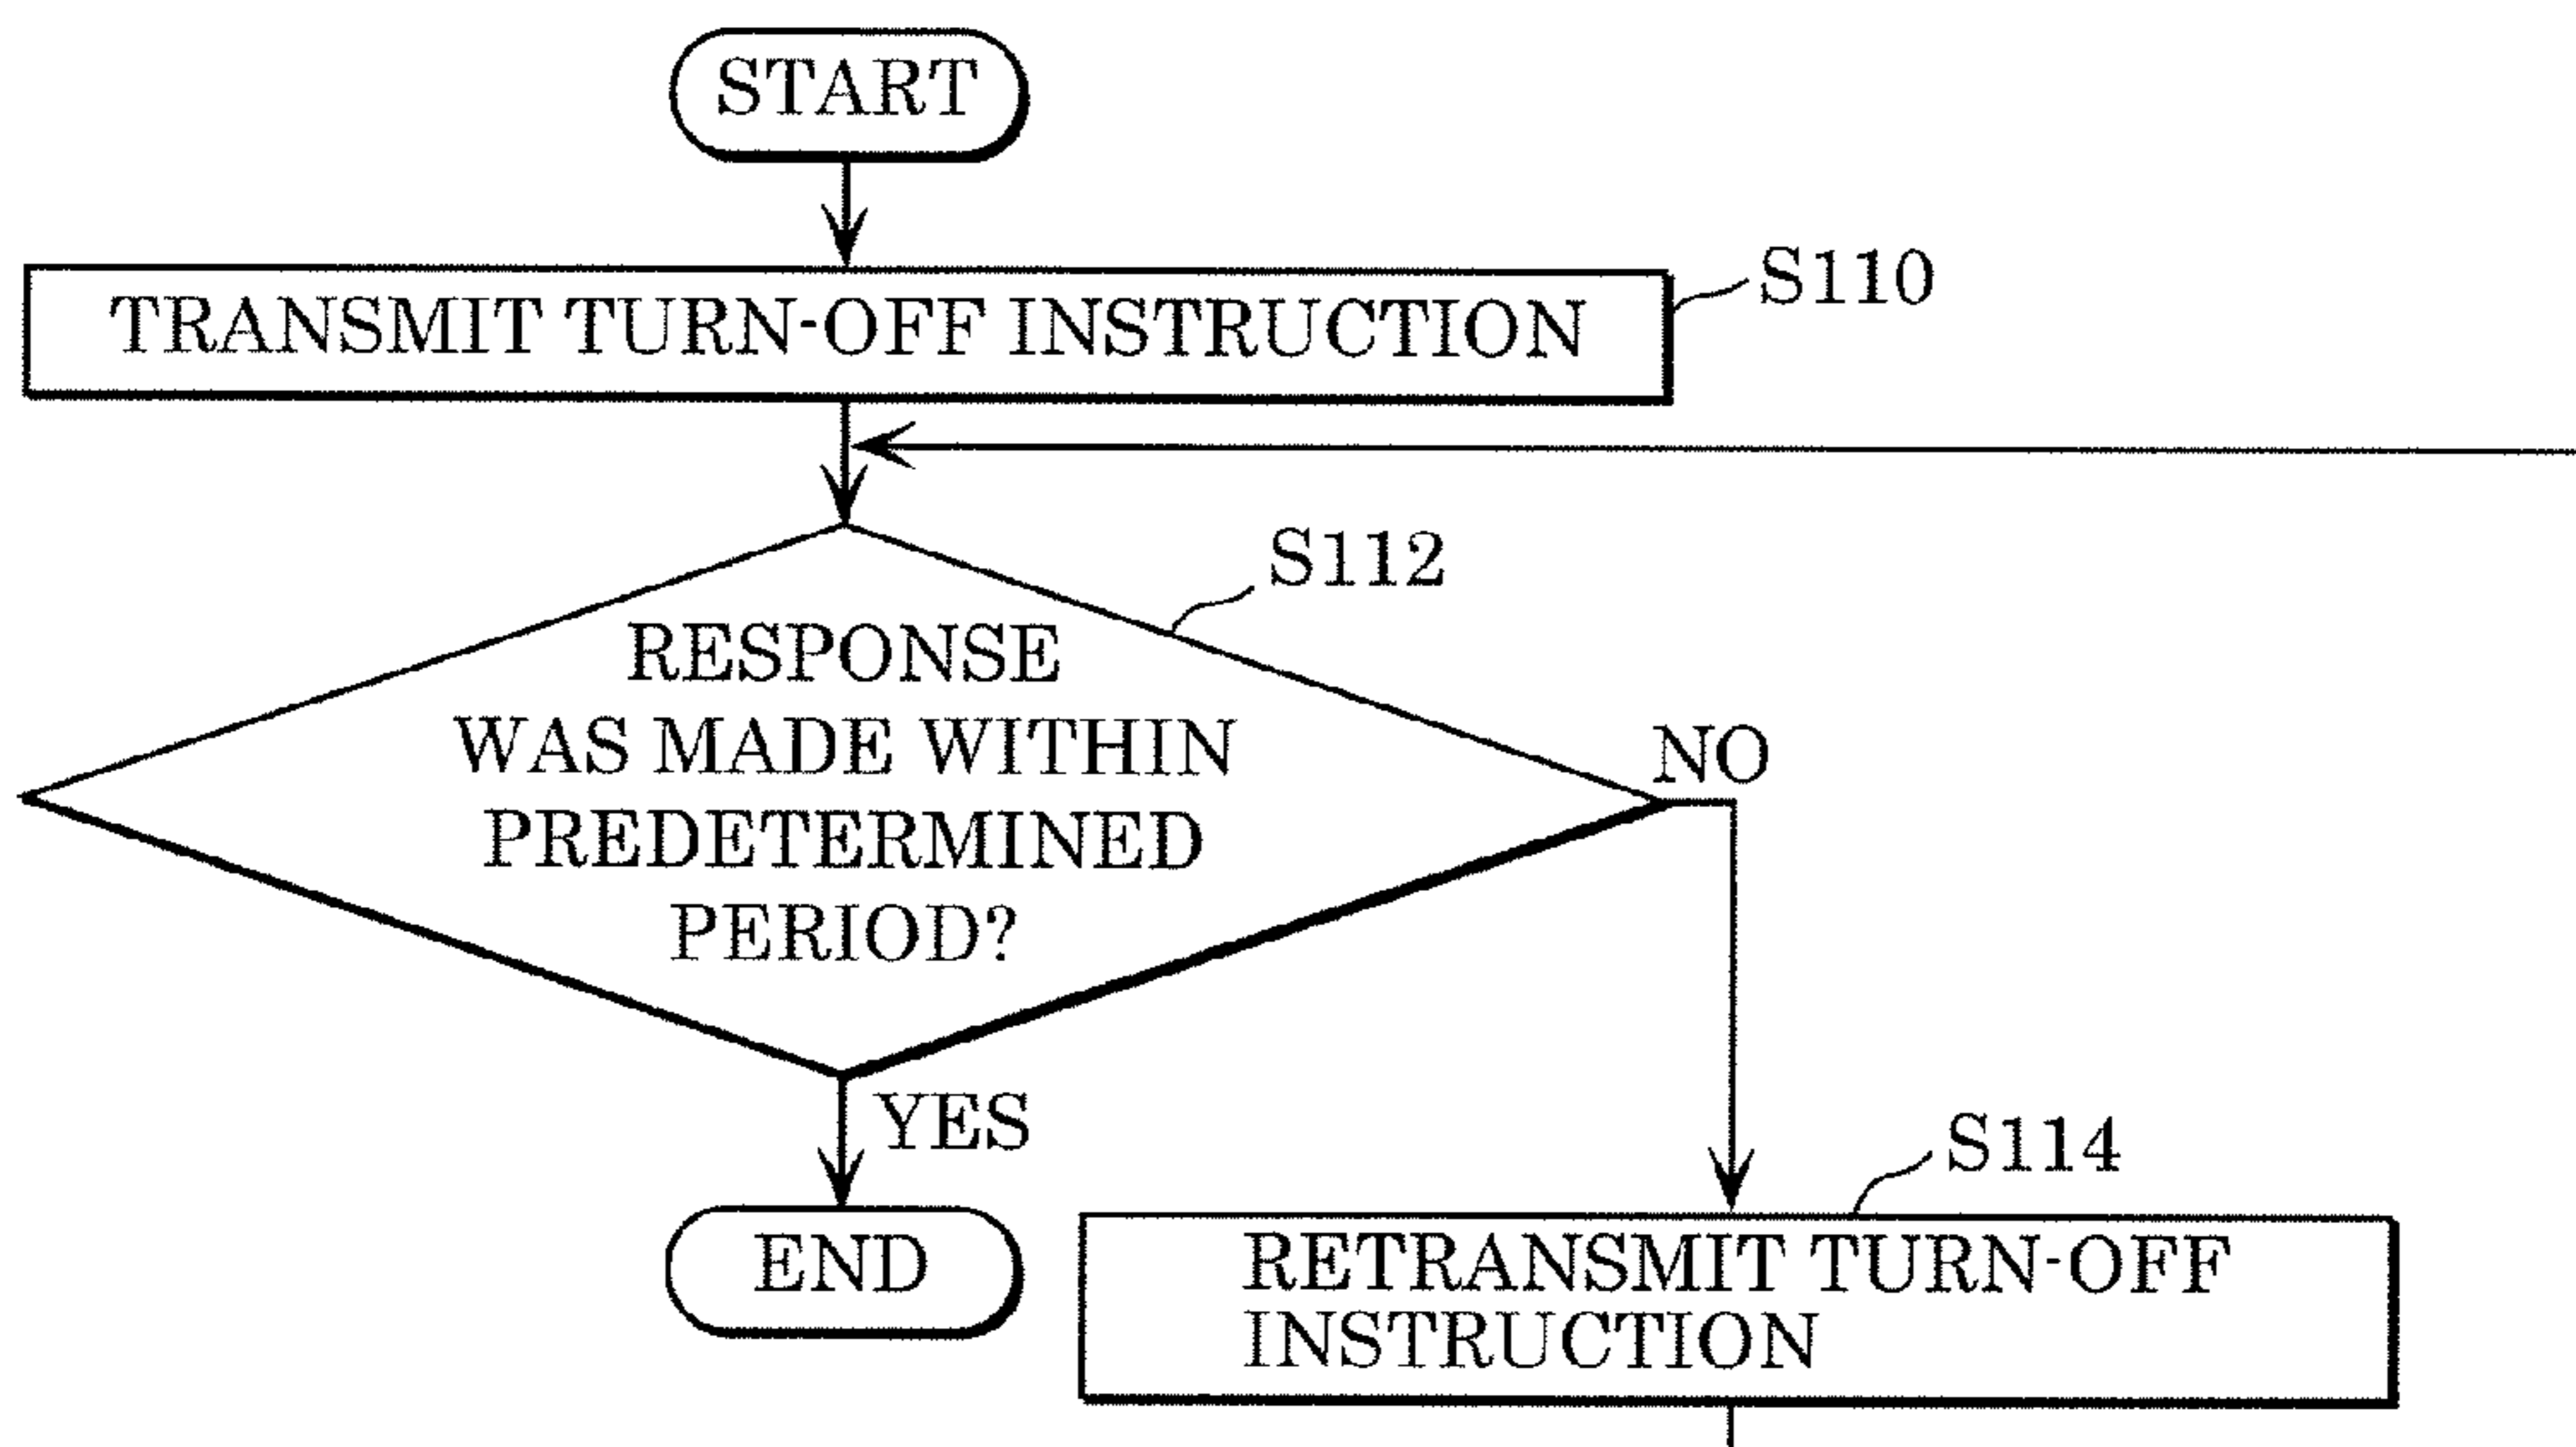 START
TRANSMIT TURN-OFF INSTRUCTION
S110
S112
RESPONSE
WAS MADE WITHIN
PREDETERMINED
PERIOD?
NO
YES
END
S114
RETRANSMIT TURN-OFF
INSTRUCTION